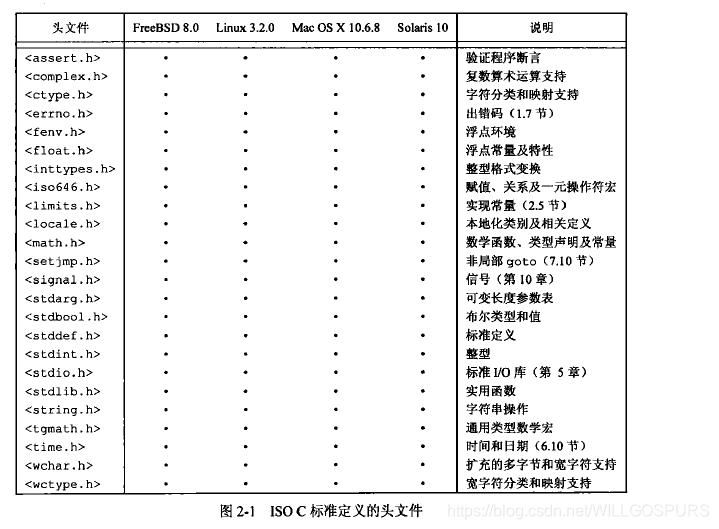 头文件 FreeBSD 8.0 Linux 3.2.0 Mac OS X 10.6.8 Solaris 10 说明
<assert.h> • • • • 验证程序断言
<complex.h> • • • • 复数算术运算支持
<ctype.h> • • • • 字符分类和映射支持
<errno.h> • • • • 出错码（1.7 节）
<fenv.h> • • • • 浮点环境
<float.h> • • • • 浮点常量及特性
<inttypes.h> • • • • 整型格式变换
<iso646.h> • • • • 赋值、关系及一元操作符宏
<limits.h> • • • • 实现常量（2.5 节）
<locale.h> • • • • 本地化类别及相关定义
<math.h> • • • • 数学函数、类型声明及常量
<setjmp.h> • • • • 非局部 goto（7.10 节）
<signal.h> • • • • 信号（第 10 章）
<stdarg.h> • • • • 可变长度参数表
<stdbool.h> • • • • 布尔类型和值
<stddef.h> • • • • 标准定义
<stdint.h> • • • • 整型
<stdio.h> • • • • 标准 I/O 库（第 5 章）
<stdlib.h> • • • • 实用函数
<string.h> • • • • 字符串操作
<tgmath.h> • • • • 通用类型数学宏
<time.h> • • • • 时间和日期（6.10 节）
<wchar.h> • • • • 扩充的多字节和宽字符支持
<wctype.h> • • • • 宽字符分类和映射支持
图 2-1 ISO C 标准定义的头文件
https://blog.csdn.net/WILLGOSPURS